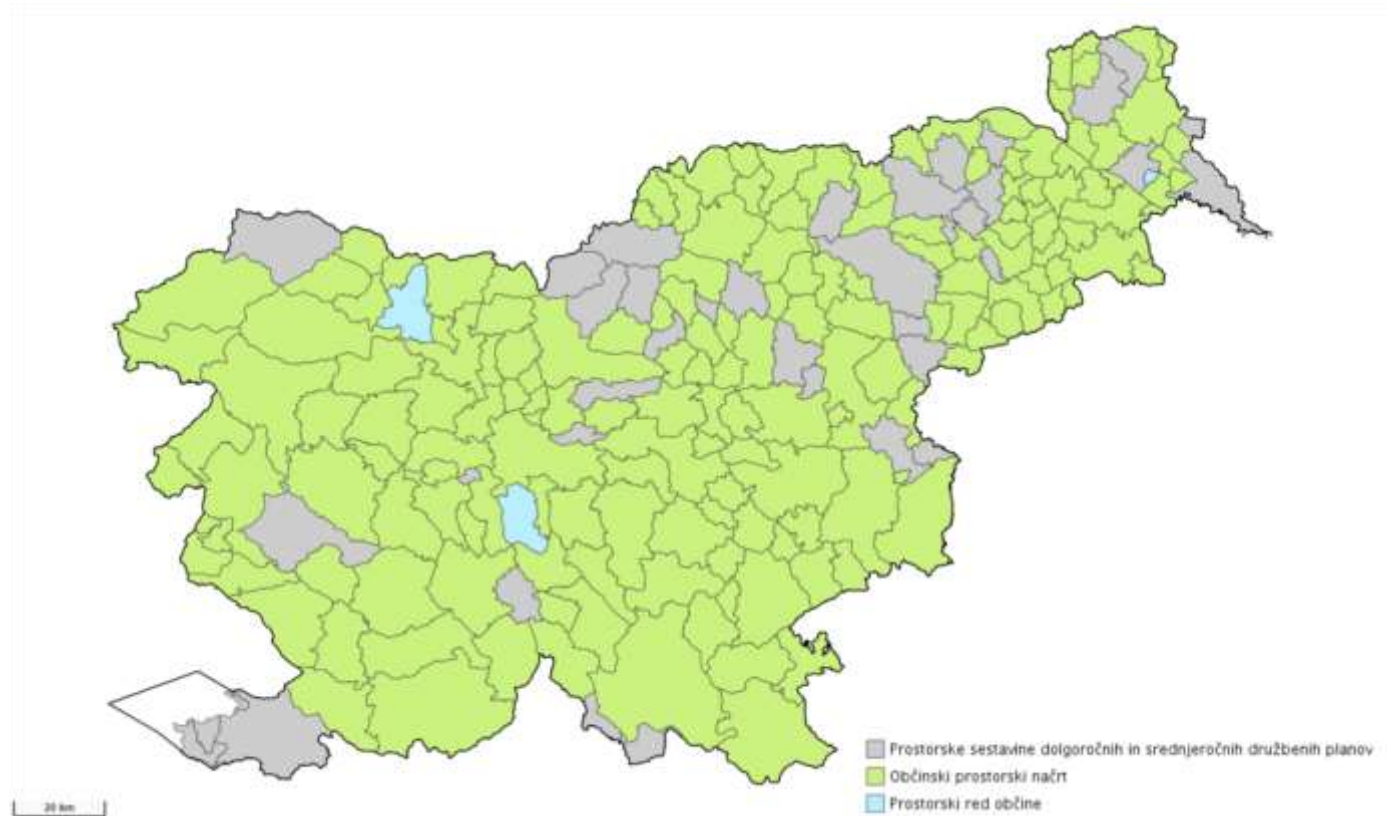 Prostorske sestavine dolgoročnih in srednjeročnih družbenih planov
Občinski prostorski načrt
Prostorski red občine
20 km